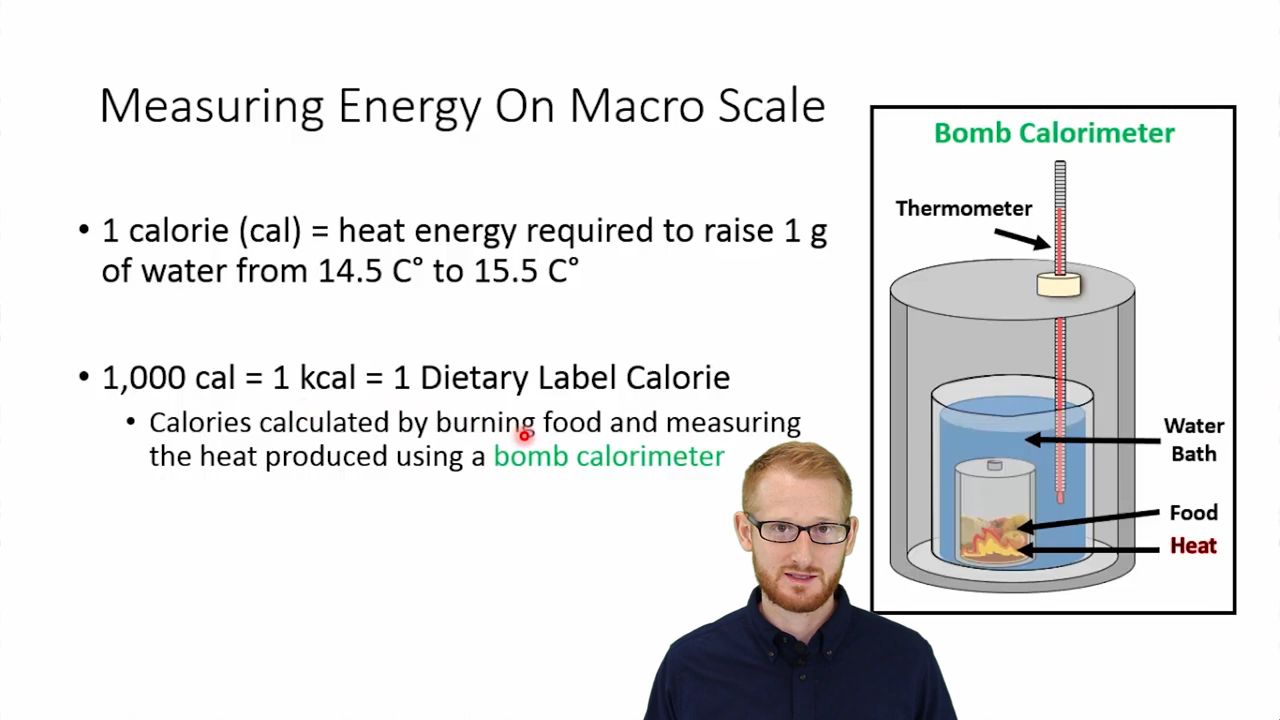 Measuring Energy On Macro Scale
• 1 calorie (cal) = heat energy required to raise 1 g
of water from 14.5 C° to 15.5 C°
• 1,000 cal = 1 kcal = 1 Dietary Label Calorie
• Calories calculated by burning food and measuring
the heat produced using a bomb calorimeter
Bomb Calorimeter
Thermometer
Water
Bath
Food
Heat